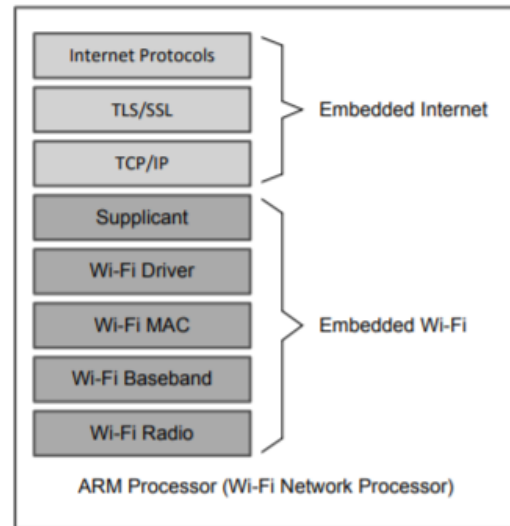 Internet Protocols
TLS/SSL
Embedded Internet
TCP/IP
Supplicant
Wi-Fi Driver
Wi-Fi MAC
Embedded Wi-Fi
Wi-Fi Baseband
Wi-Fi Radio
ARM Processor (Wi-Fi Network Processor)